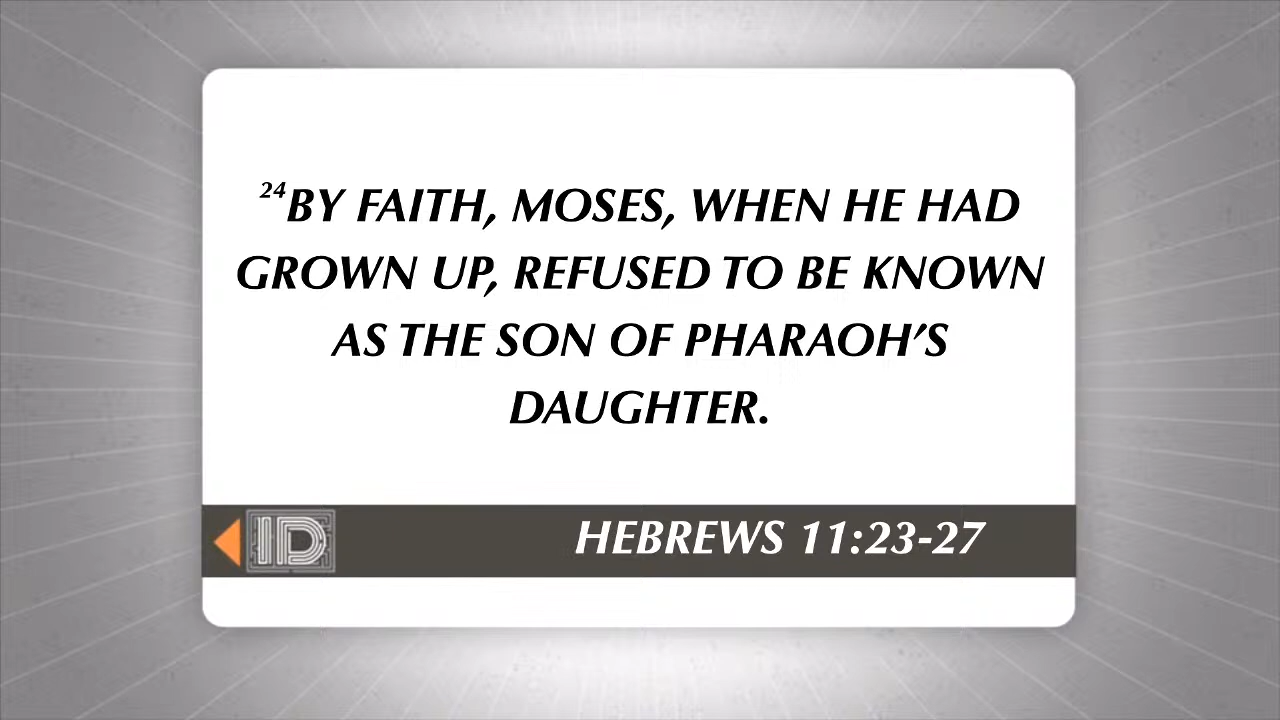 24BY FAITH, MOSES, WHEN HE HAD
GROWN UP, REFUSED TO BE KNOWN
AS THE SON OF PHARAOH’S
DAUGHTER.
ID
HEBREWS 11:23-27